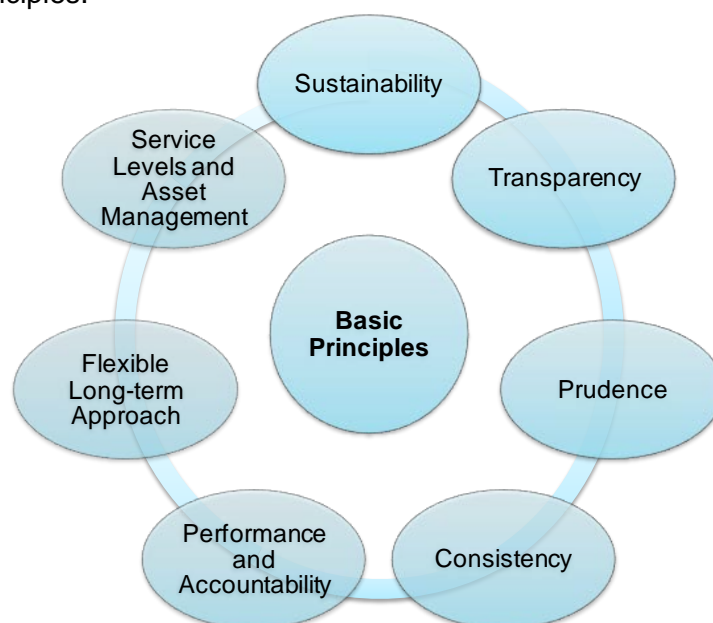 Sustainability
Transparency
Prudence
Consistency
Performance
and
Accountability
Flexible
Long-term
Approach
Service
Levels and
Asset
Management
Basic
Principles